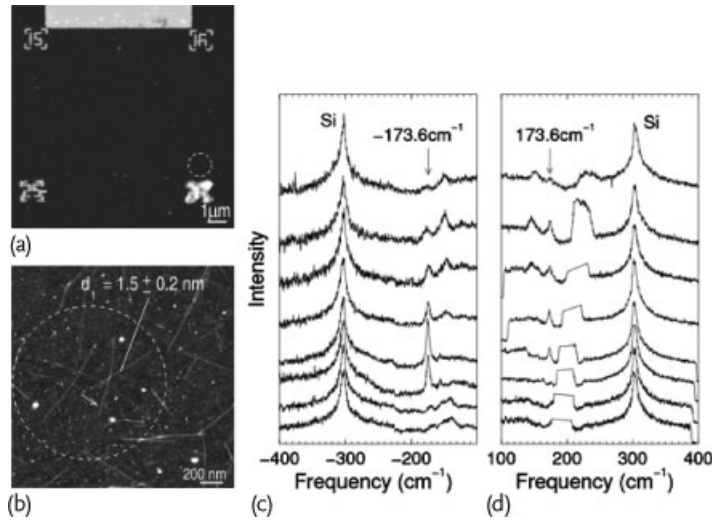 15
16
1µm
(a)
d = 1.5 ± 0.2 nm
200 nm
(b)
Si
−173.6cm⁻¹
Intensity
−400 −300 −200
Frequency (cm⁻¹)
(c)
173.6cm⁻¹
Si
100 200 300 400
Frequency (cm⁻¹)
(d)